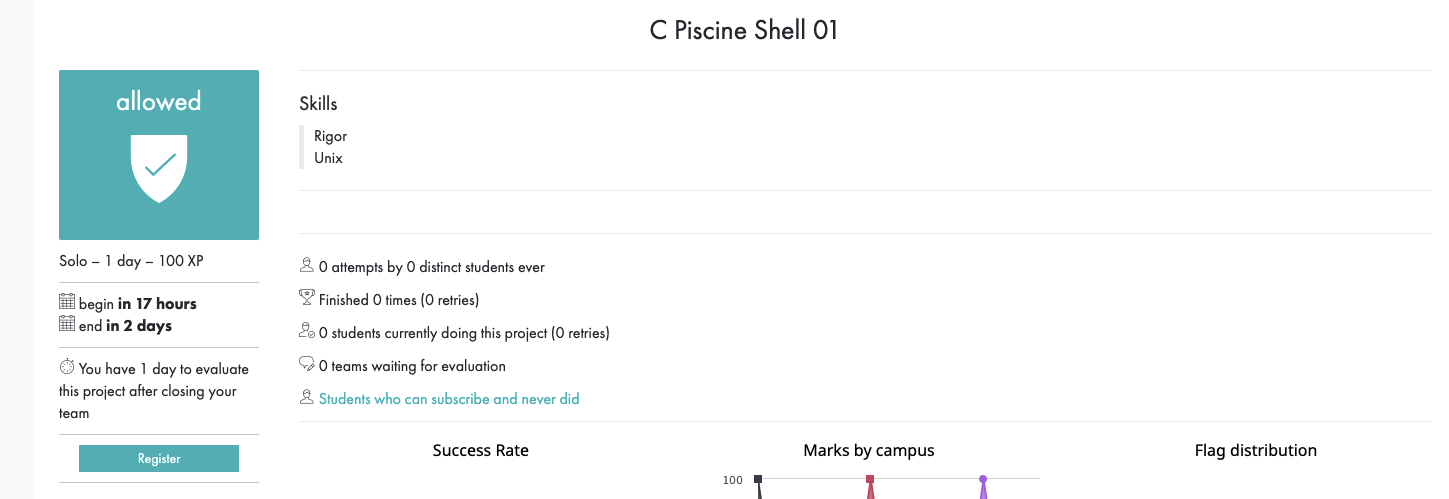 C Piscine Shell 01
allowed
Solo – 1 day – 100 XP
begin in 17 hours
end in 2 days
You have 1 day to evaluate
this project after closing your
team
Register
Skills
Rigor
Unix
0 attempts by 0 distinct students ever
Finished 0 times (0 retries)
0 students currently doing this project (0 retries)
0 teams waiting for evaluation
Students who can subscribe and never did
Success Rate
Marks by campus
100
Flag distribution